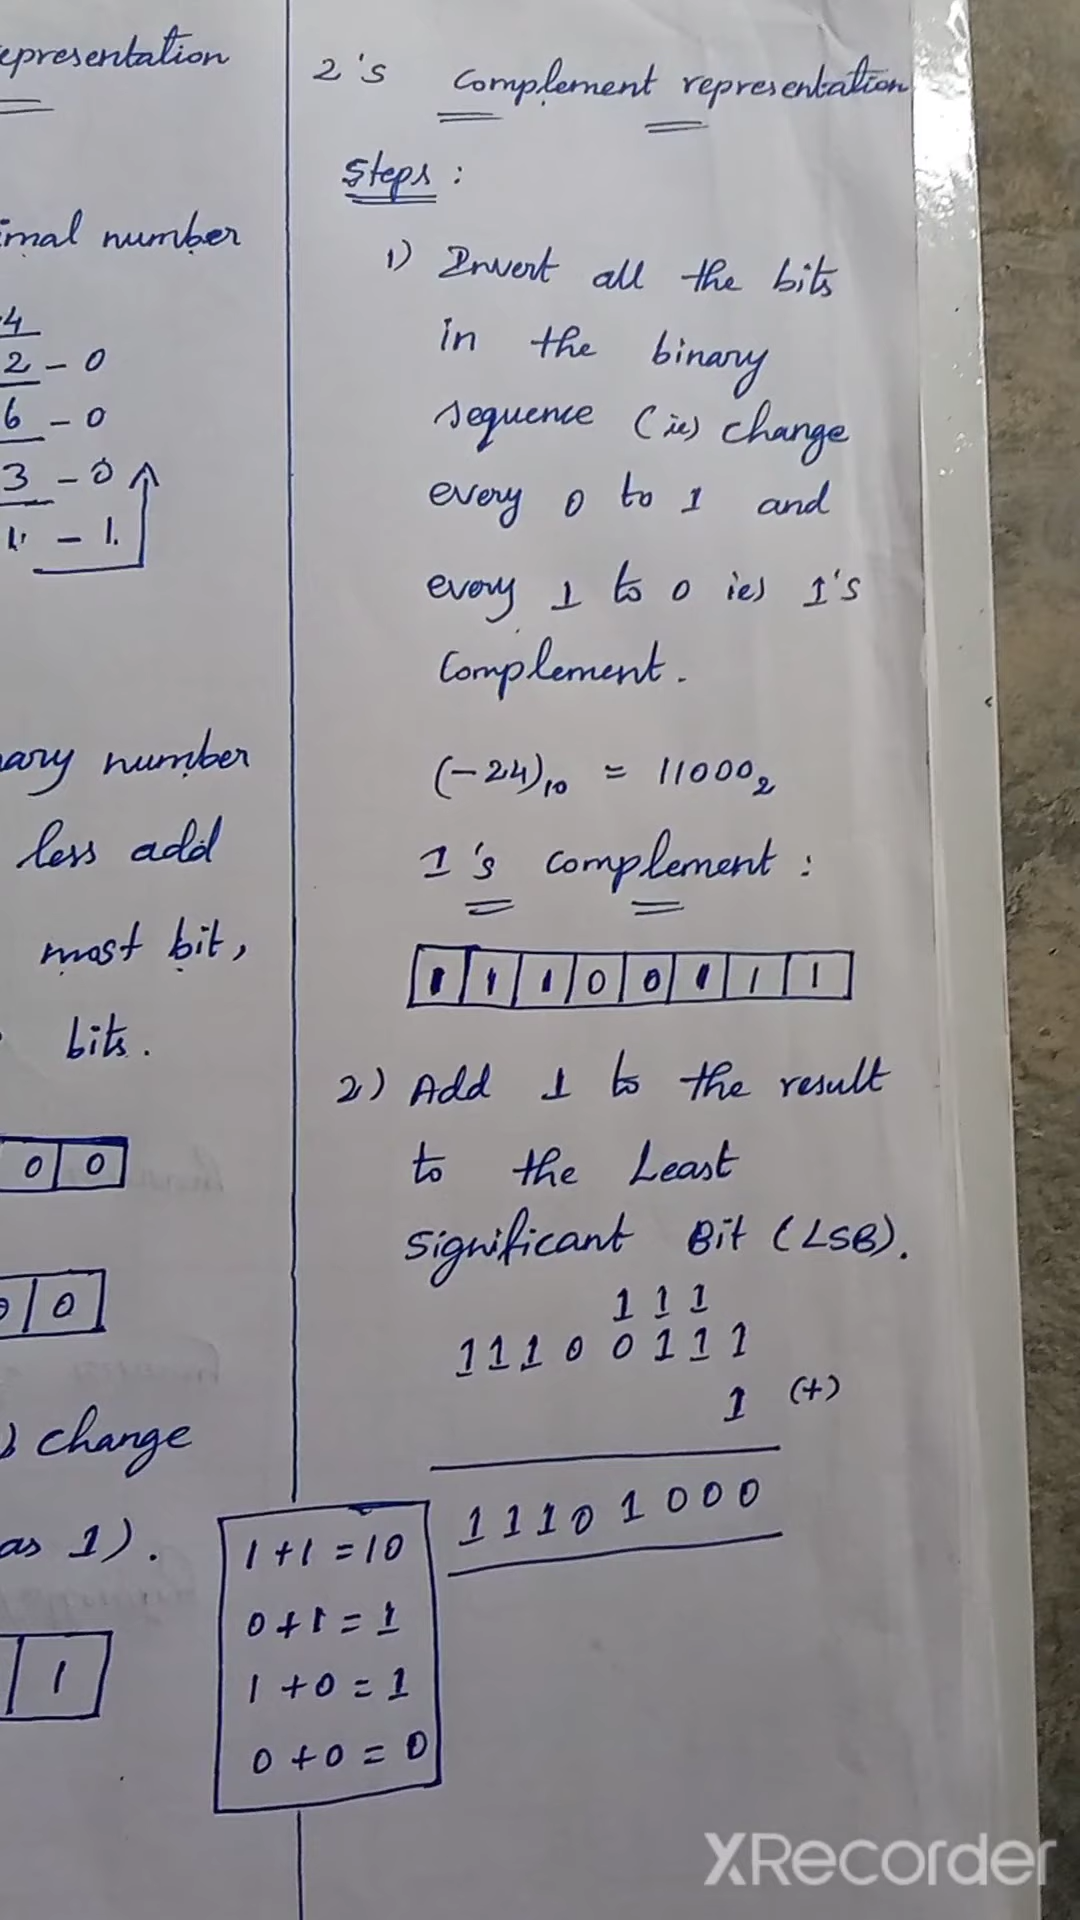 epresentation
imal number
4
2 - 0
6 - 0
3 - 0
1 - 1
ary number
less add
most bit,
bits.
0 0
0 0
change
as 1).
1
2's Complement representation
Steps :
1) Invert all the bits
in the binary
sequence (ie) change
every 0 to 1 and
every 1 to 0 ie) 1's
Complement.
(-24)10 = 110002
1's complement :
1 1 1 0 0 1 1 1
2) Add 1 to the result
to the Least
Significant Bit (LSB).
1 1 1
1 1 1 0 0 1 1 1
1 (+)
1 1 1 0 1 0 0 0
1 + 1 = 10
0 + 1 = 1
1 + 0 = 1
0 + 0 = 0
XRecorder